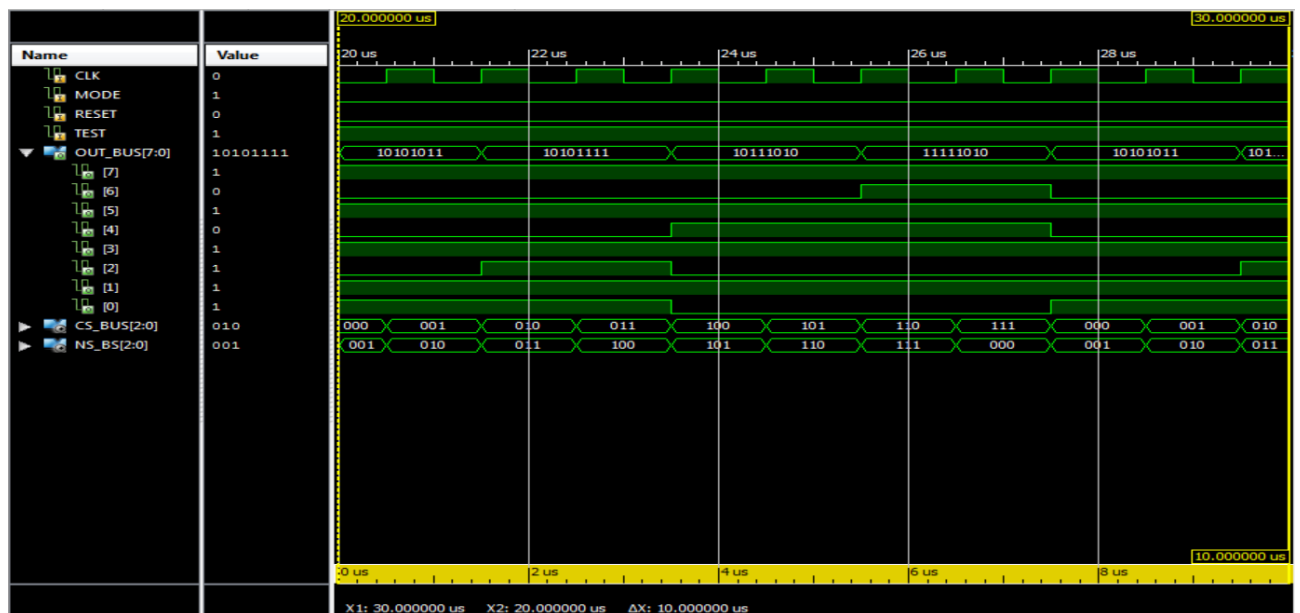 20.000000 us 30.000000 us
Name Value 20 us 22 us 24 us 26 us 28 us
CLK 0
MODE 1
RESET 0
TEST 1
OUT_BUS[7:0] 10101111 10101011 10101111 10111010 11111010 10101011 101...
[7] 1
[6] 0
[5] 1
[4] 0
[3] 1
[2] 1
[1] 1
[0] 1
CS_BUS[2:0] 010 000 001 010 011 100 101 110 111 000 001 010
NS_BS[2:0] 001 001 010 011 100 101 110 111 000 001 010 011
10.000000 us
0 us 2 us 4 us 6 us 8 us
X1: 30.000000 us X2: 20.000000 us ΔX: 10.000000 us